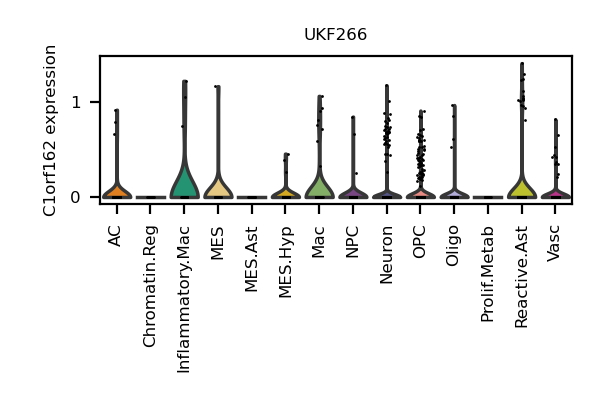 UKF266
C1orf162 expression
1
0
AC
Chromatin.Reg
Inflammatory.Mac
MES
MES.Ast
MES.Hyp
Mac
NPC
Neuron
OPC
Oligo
Prolif.Metab
Reactive.Ast
Vasc